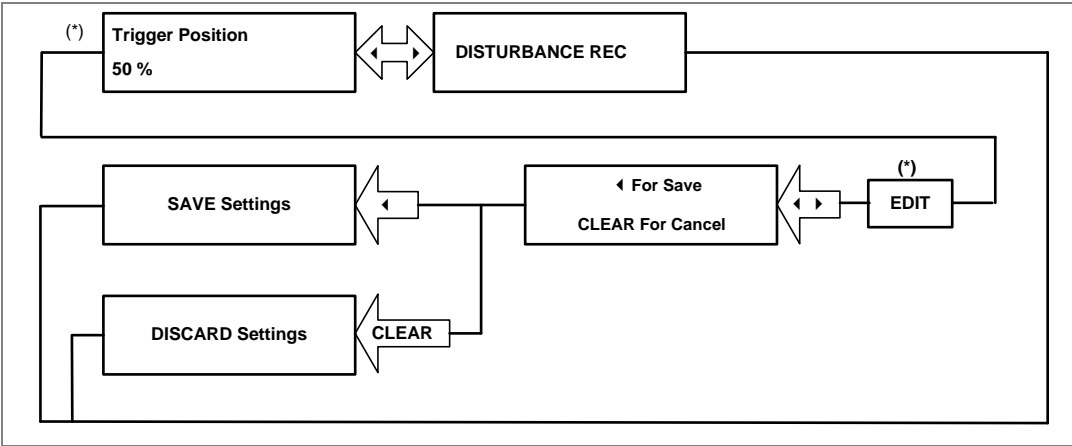 (*)
Trigger Position
50 %
DISTURBANCE REC
(*)
EDIT
◄ For Save
CLEAR For Cancel
SAVE Settings
DISCARD Settings
CLEAR